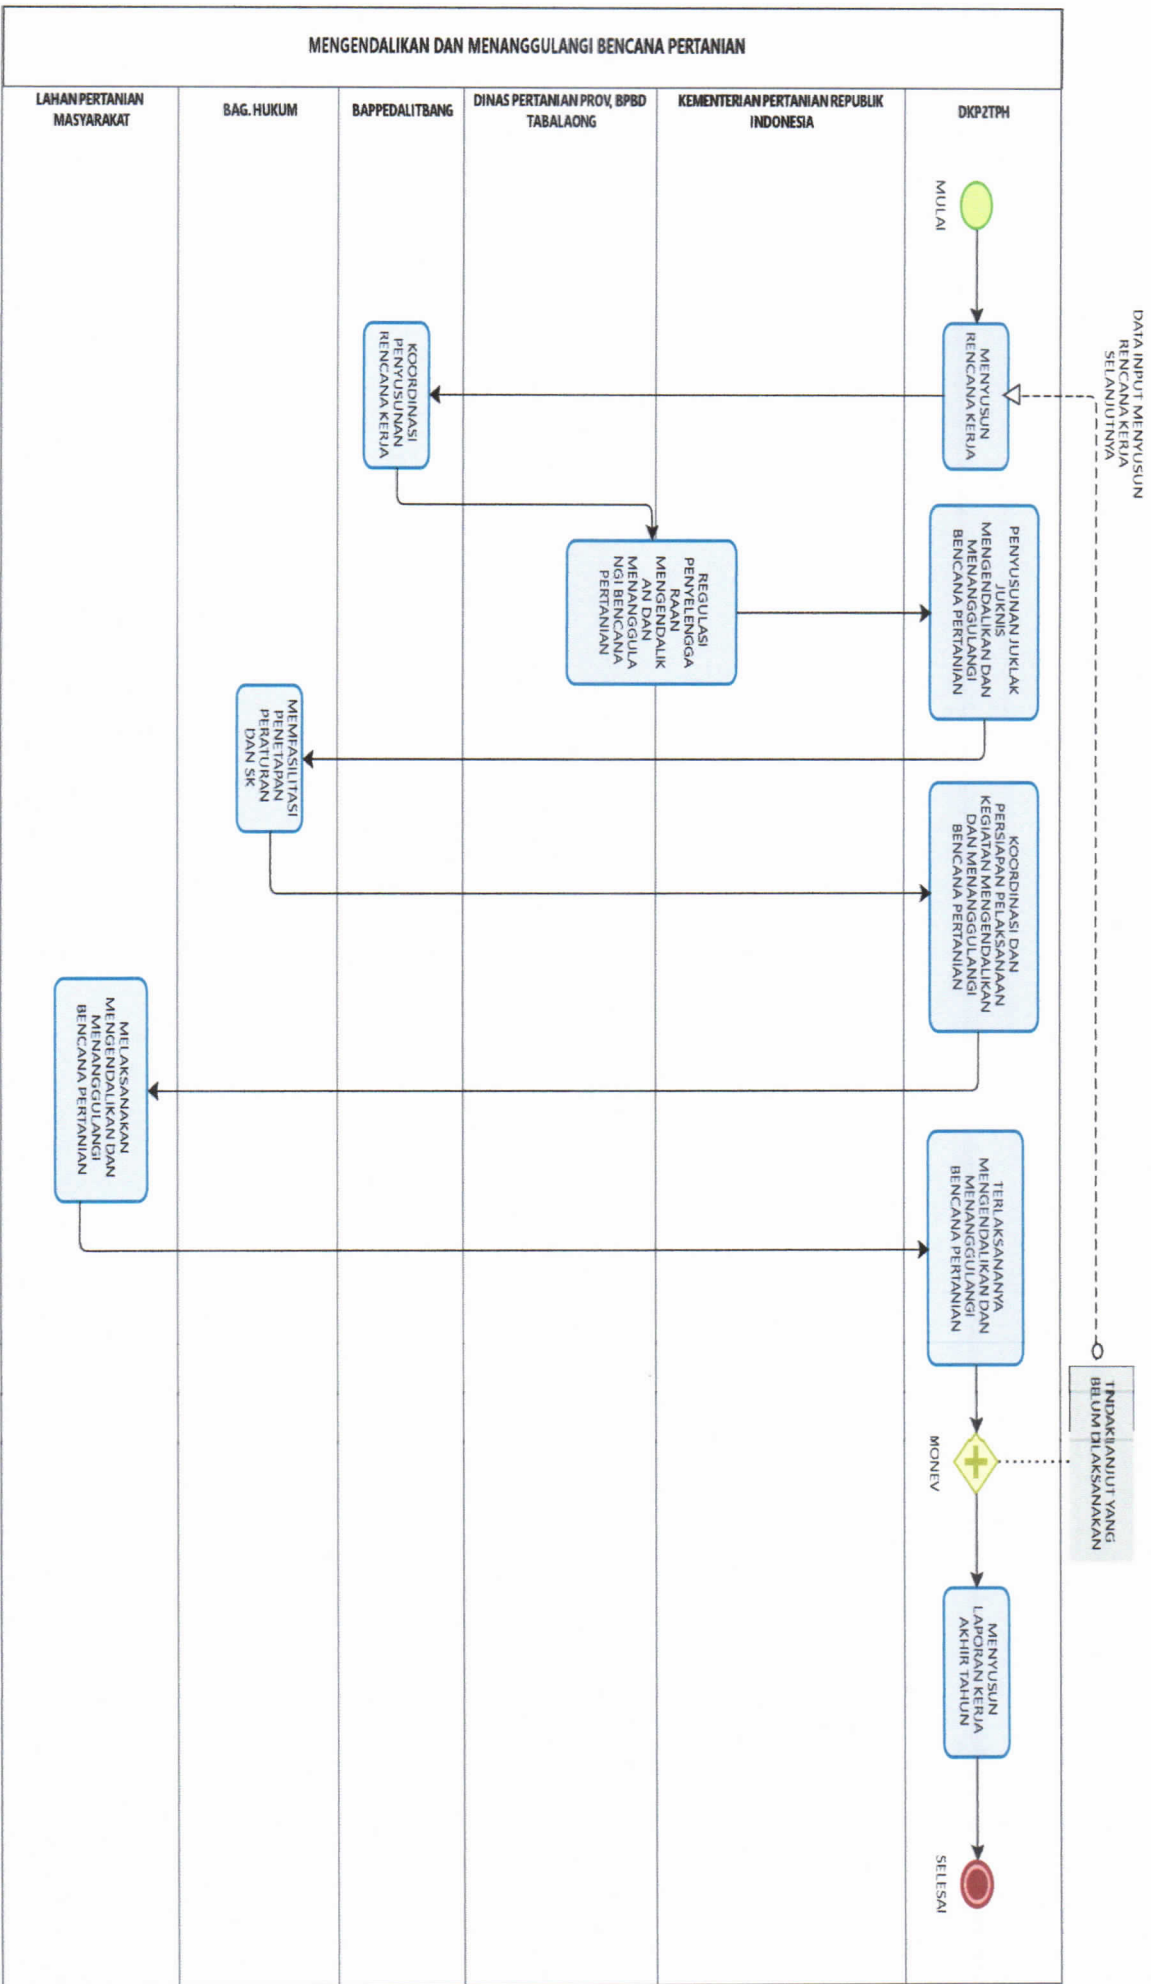 MENGENDALIKAN DAN MENANGGULANGI BENCANA PERTANIAN
LAHAN PERTANIAN
MASYARAKAT
BAG. HUKUM
BAPPEDALITBANG
DINAS PERTANIAN PROV, BPBD
TABALAONG
KEMENTERIAN PERTANIAN REPUBLIK
INDONESIA
DKP2TPH
MULAI
DATA INPUT MENYUSUN
RENCANA KERJA
SELANJUTNYA
MENYUSUN
RENCANA KERJA
KOORDINASI
PENYUSUNAN
RENCANA KERJA
REGULASI
PENYELENGGA
RAAN
MENGENDALIK
AN DAN
MENANGGULA
NGI BENCANA
PERTANIAN
PENYUSUNAN JUKLAK
JUKNIS
MENGENDALIKAN DAN
MENANGGULANGI
BENCANA PERTANIAN
MEMFASILITASI
PENETAPAN
PERATURAN
DAN SK
KOORDINASI DAN
PERSIAPAN PELAKSANAAN
KEGIATAN MENGENDALIKAN
DAN MENANGGULANGI
BENCANA PERTANIAN
MELAKSANAKAN
MENGENDALIKAN DAN
MENANGGULANGI
BENCANA PERTANIAN
TERLAKSANANYA
MENGENDALIKAN DAN
MENANGGULANGI
BENCANA PERTANIAN
TINDAKLANJUT YANG
BELUM DILAKSANAKAN
MONEV
MENYUSUN
LAPORAN KERJA
AKHIR TAHUN
SELESAI